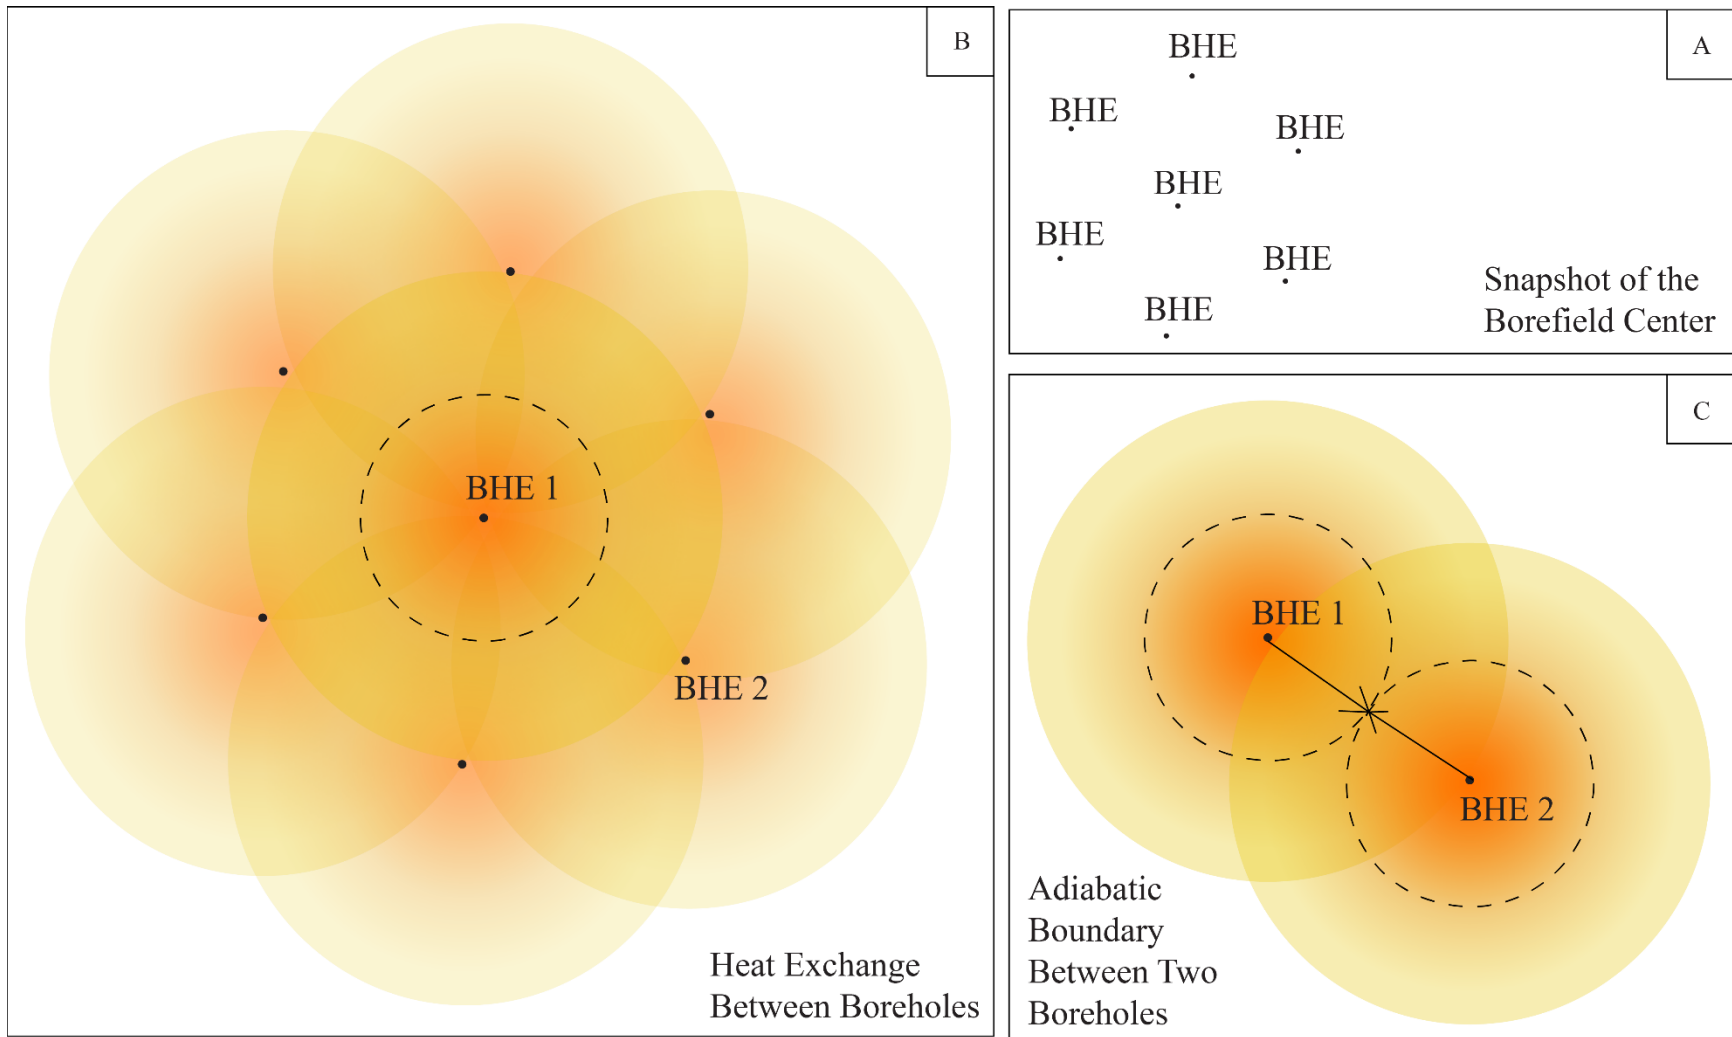 B
BHE 1
BHE 2
Heat Exchange
Between Boreholes
A
BHE
BHE
BHE
BHE
BHE
BHE
BHE
Snapshot of the
Borefield Center
C
BHE 1
BHE 2
Adiabatic
Boundary
Between Two
Boreholes